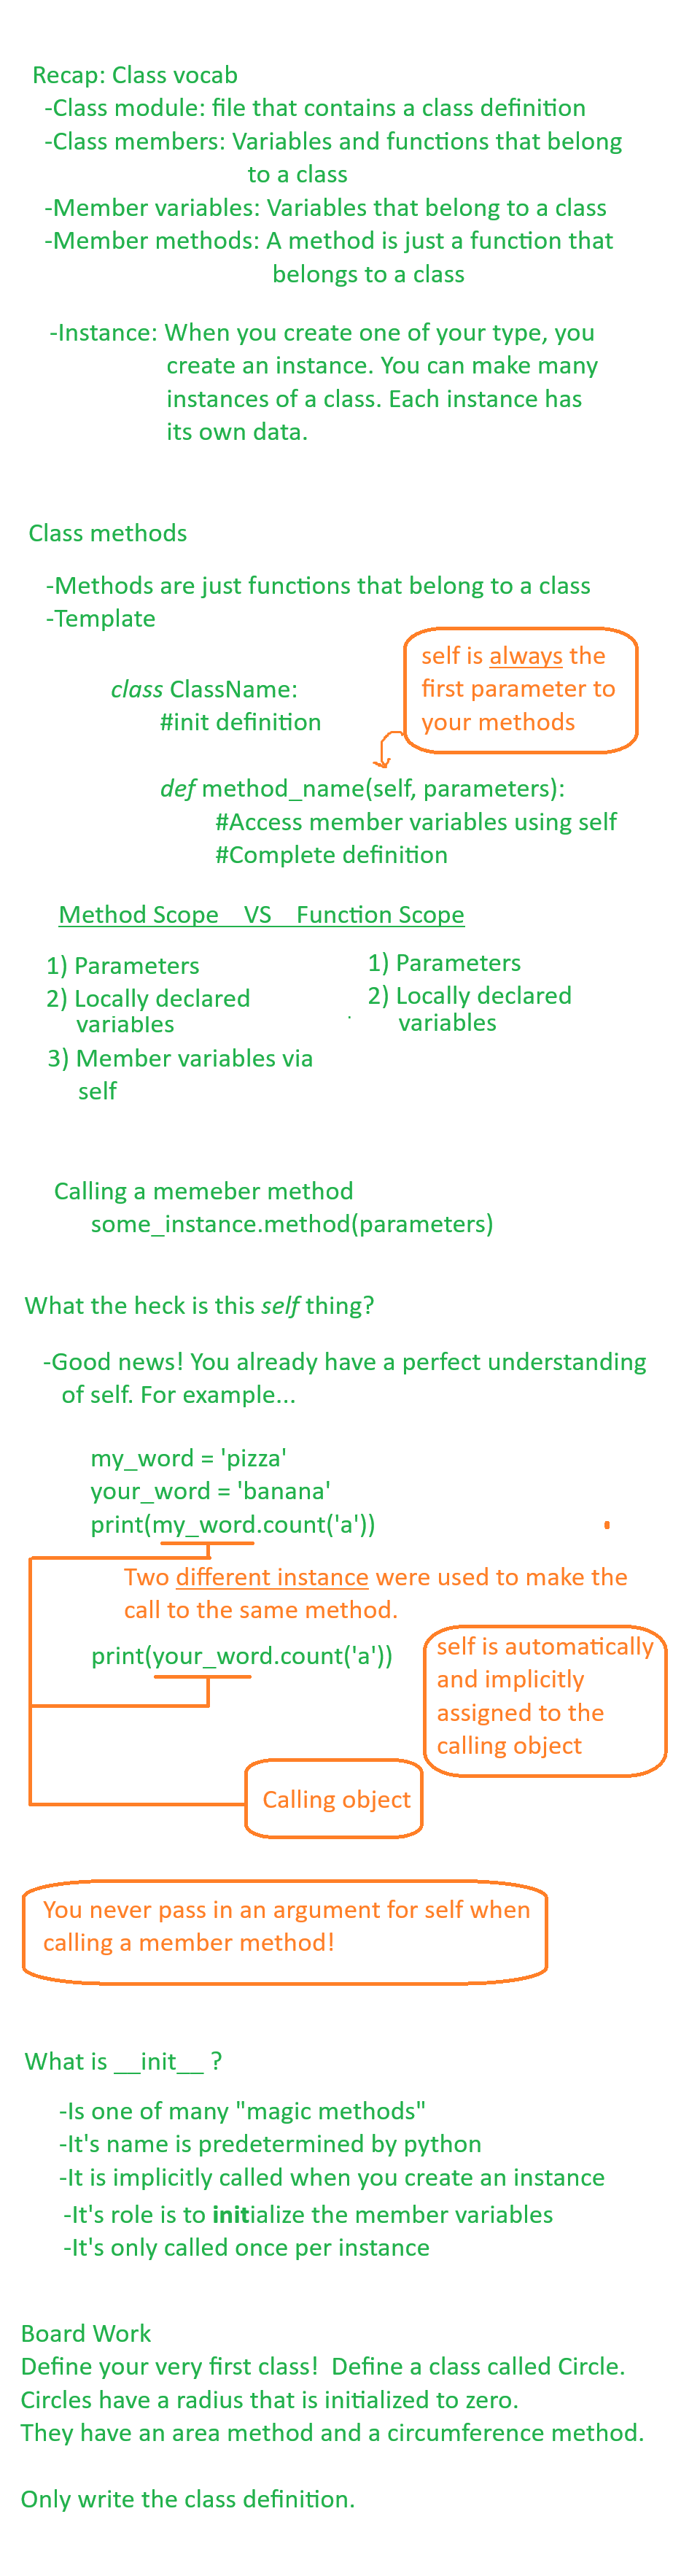 Recap: Class vocab
-Class module: file that contains a class definition
-Class members: Variables and functions that belong
to a class
-Member variables: Variables that belong to a class
-Member methods: A method is just a function that
belongs to a class
-Instance: When you create one of your type, you
create an instance. You can make many
instances of a class. Each instance has
its own data.
Class methods
-Methods are just functions that belong to a class
-Template
self is always the
first parameter to
your methods
class ClassName:
#init definition
def method_name(self, parameters):
#Access member variables using self
#Complete definition
Method Scope VS Function Scope
1) Parameters
2) Locally declared
variables
3) Member variables via
self
1) Parameters
2) Locally declared
variables
Calling a memeber method
some_instance.method(parameters)
What the heck is this self thing?
-Good news! You already have a perfect understanding
of self. For example...
my_word = 'pizza'
your_word = 'banana'
print(my_word.count('a'))
Two different instance were used to make the
call to the same method.
print(your_word.count('a'))
self is automatically
and implicitly
assigned to the
calling object
Calling object
You never pass in an argument for self when
calling a member method!
What is __init__ ?
-Is one of many "magic methods"
-It's name is predetermined by python
-It is implicitly called when you create an instance
-It's role is to initialize the member variables
-It's only called once per instance
Board Work
Define your very first class! Define a class called Circle.
Circles have a radius that is initialized to zero.
They have an area method and a circumference method.
Only write the class definition.